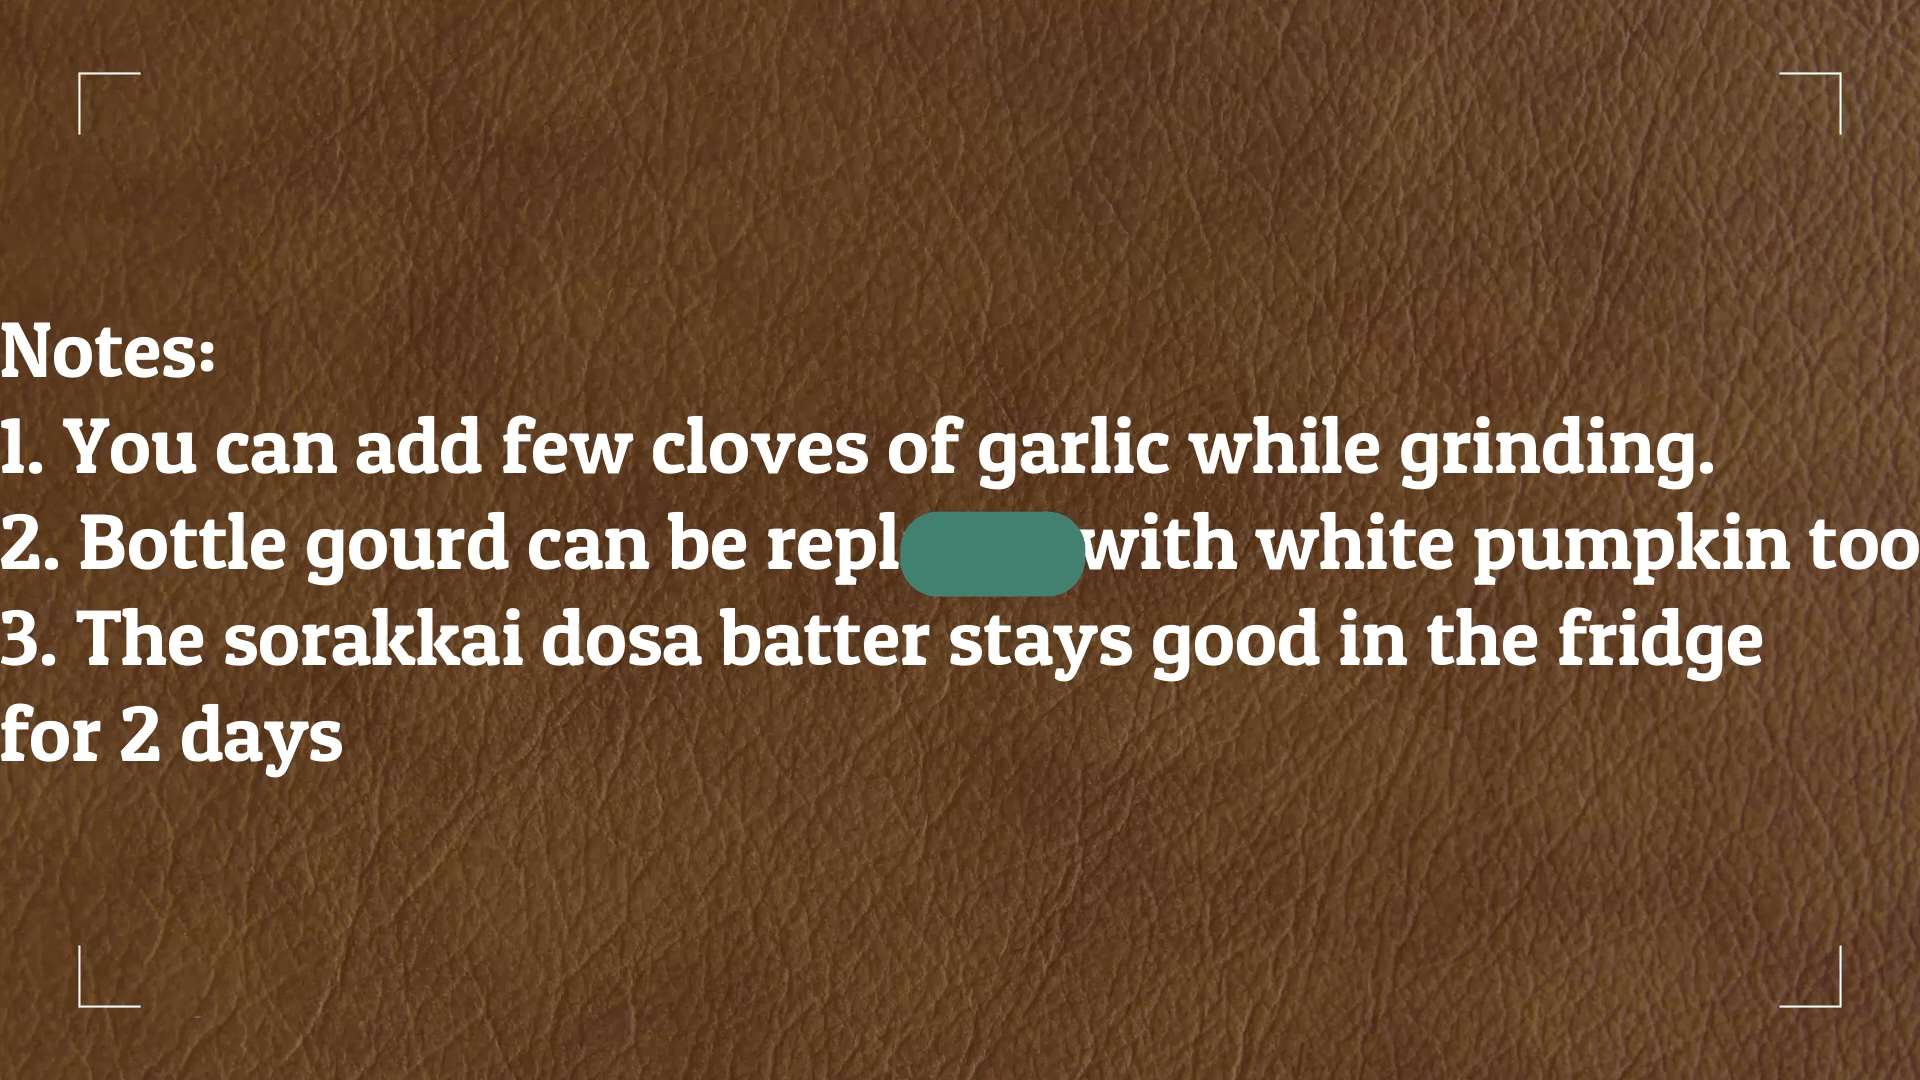 Notes:
1. You can add few cloves of garlic while grinding.
2. Bottle gourd can be with white pumpkin too
3. The sorakkai dosa batter stays good in the fridge
for 2 days